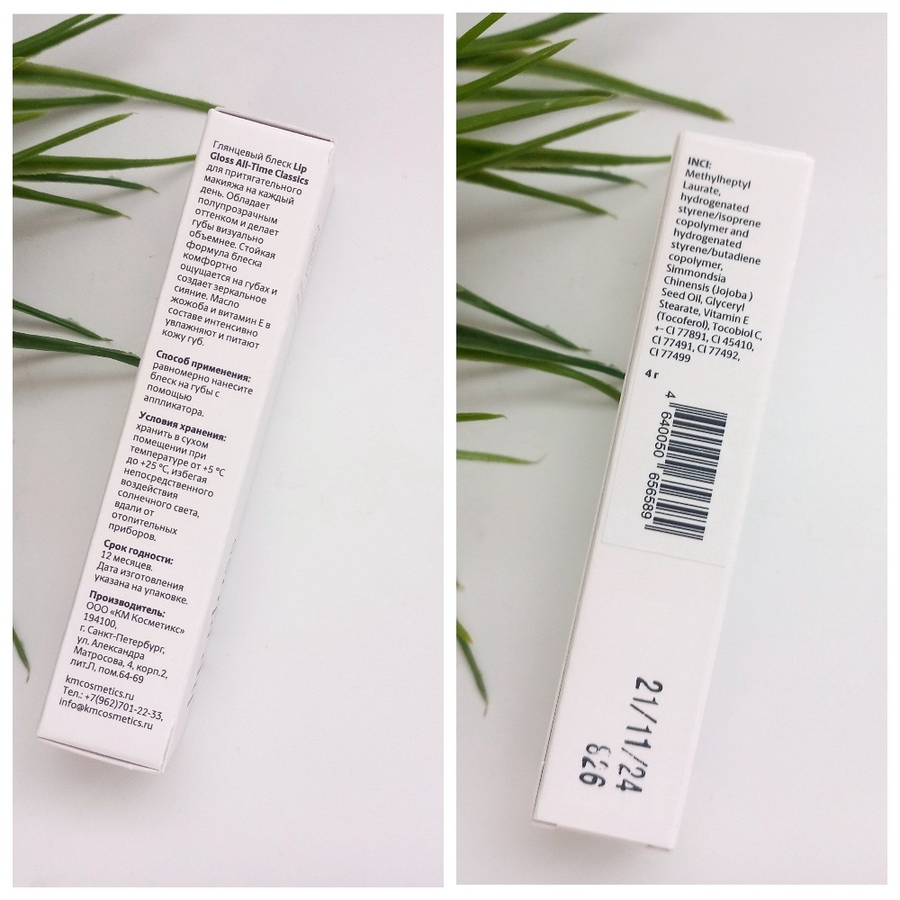 Глянцевый блеск Lip
Gloss All-Time Classics
для притягательного
макияжа на каждый
день. Обладает
полупрозрачным
оттенком и делает
губы визуально
объемнее. Стойкая
формула блеска
комфортно
ощущается на губах и
создает зеркальное
сияние. Масло
жожоба и витамин Е в
составе интенсивно
увлажняют и питают
кожу губ.
Способ применения:
равномерно нанесите
блеск на губы с
помощью
аппликатора.
Условия хранения:
хранить в сухом
помещении при
температуре от +5 °C
до +25 °C, избегая
непосредственного
воздействия
солнечного света,
вдали от
отопительных
приборов.
Срок годности:
12 месяцев.
Дата изготовления
указана на упаковке.
Производитель:
ООО «КМ Косметикс»
194100,
г. Санкт-Петербург,
ул. Александра
Матросова, 4, корп.2,
лит.Л, пом.64-69
kmcosmetics.ru
Тел.: +7(962)701-22-33,
info@kmcosmetics.ru
INCI:
Methylheptyl
Laurate,
hydrogenated
styrene/isoprene
copolymer and
hydrogenated
styrene/butadiene
copolymer,
Simmondsia
Chinensis (Jojoba )
Seed Oil, Glyceryl
Stearate, Vitamin E
(Tocoferol), Tocobiol C,
+- CI 77891, CI 45410,
CI 77491, CI 77492,
CI 77499
4 г
4 640050 656589
21/11/24
826